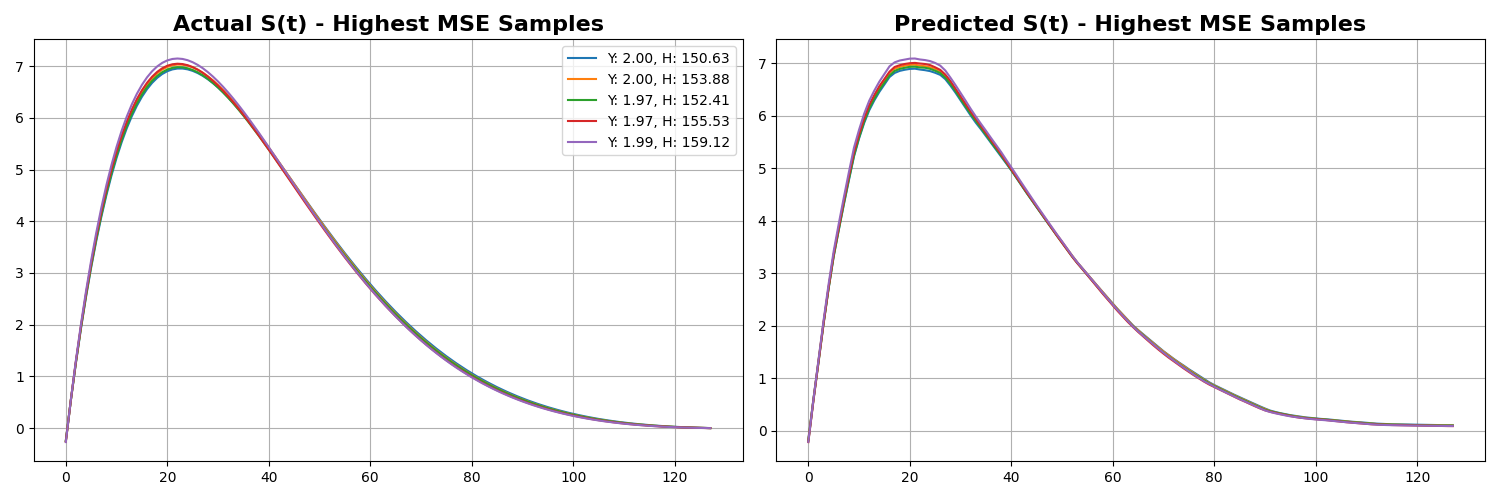 Actual S(t) - Highest MSE Samples
7
6
5
4
3
2
1
0
0 20 40 60 80 100 120
Y: 2.00, H: 150.63
Y: 2.00, H: 153.88
Y: 1.97, H: 152.41
Y: 1.97, H: 155.53
Y: 1.99, H: 159.12
Predicted S(t) - Highest MSE Samples
7
6
5
4
3
2
1
0
0 20 40 60 80 100 120